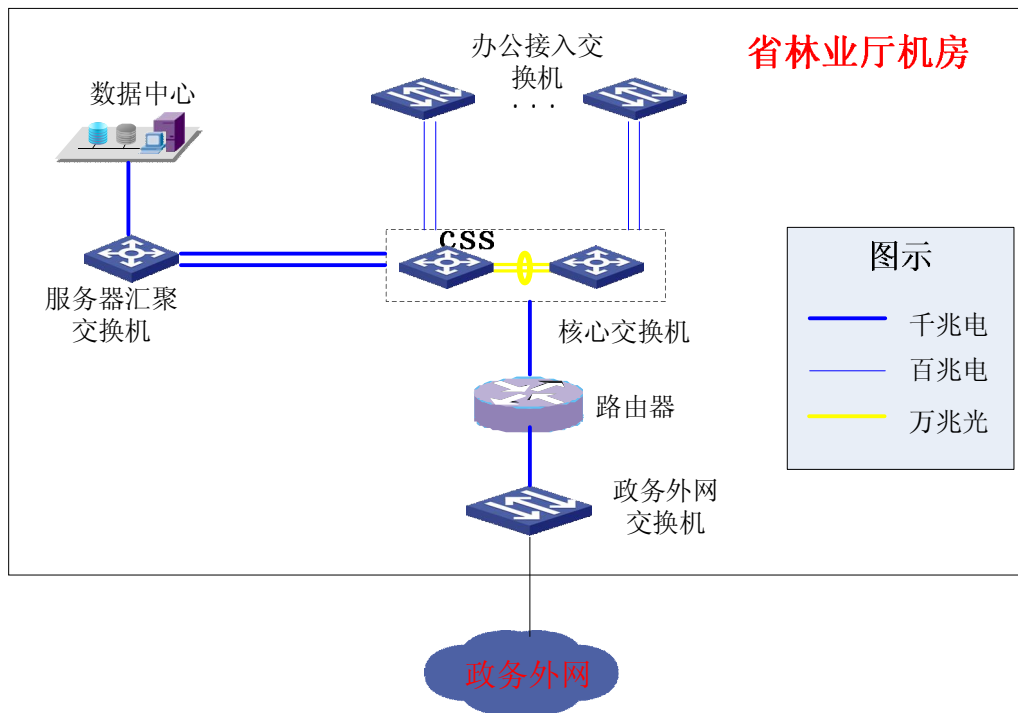 省林业厅机房
办公接入交
换机
. . .
数据中心
css
服务器汇聚
交换机
核心交换机
路由器
政务外网
交换机
政务外网
图示
千兆电
百兆电
万兆光